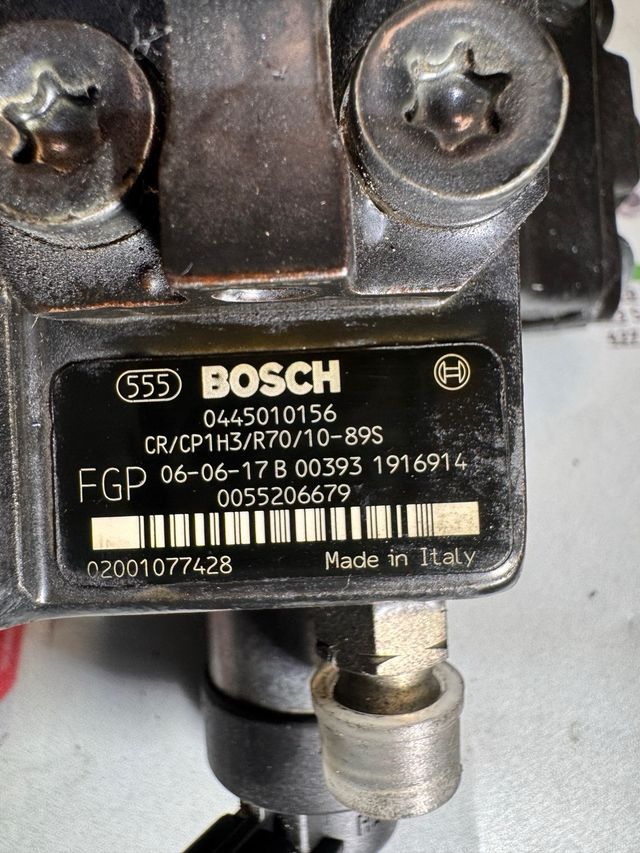 555 BOSCH
0445010156
CR/CP1H3/R70/10-89S
FGP 06-06-17 B 00393 1916914
0055206679
02001077428 Made in Italy